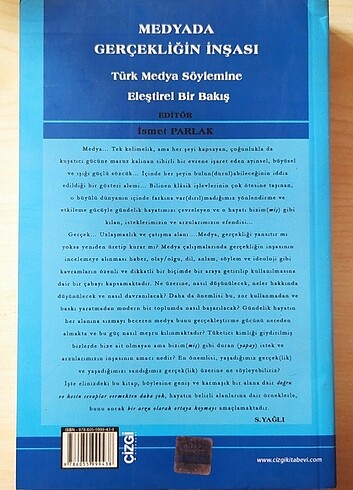 MEDYADA
GERÇEKLİĞİN İNŞASI
Türk Medya Söylemine
Eleştirel Bir Bakış
EDİTÖR
İsmet PARLAK
Medya... Tek kelimelik, ama her şeyi kapsayan, çoğunlukla da
kuşatıcı gücüne maruz kalınan sihirli bir evrene işaret eden ayinsel, büyüsel
ve ışığı güçlü sözcük... İçinde her şeyin bulun(durul)abileceğinin iddia
edildiği bir gösteri alemi... Bilinen klasik işlevlerinin çok ötesine taşınan,
o büyülü dünyanın içinde farkına var(dırıl)madığımız yönlendirme ve
etkileme gücüyle gündelik hayatımızı çevreleyen ve o hayatı bizim(miş) gibi
kılan, isteklerimizin ve arzularımızın efendisi...
Gerçek... Uzlaşmazlık ve çatışma alanı....Medya, gerçekliği yansıtır mı
yoksa yeniden üretip kurar mı? Medya çalışmalarında gerçekliğin inşasının
incelemeye alınması haber, olay/olgu, dil, anlam, söylem ve ideoloji gibi
kavramların özenli ve dikkatli bir biçimde bir araya getirilip kullanılmasına
dair bir çabayı kapsamaktadır. Ne üzerine, nasıl düşünülecek, neler hakkında
düşünülecek ve nasıl davranılacak? Daha da önemlisi bu, zor kullanmadan ve
baskı yaratmadan modern bir toplumda nasıl başarılacak? Gündelik hayatın
her alanına sızmayı beceren medya bunu gerçekleştirme gücünü nereden
almakta ve bu güç nasıl meşru kılınmaktadır? Tüketici kimliği giydirilmiş
bizlerde bize ait olmayan ama bizim(miş) gibi duran (yapay) istek ve
arzularımızın inşasının amacı nedir? En önemlisi, yaşadığımız gerçek(lik)
ve yaşadığımızı sandığımız gerçek(lik) üzerine ne söyleyebiliriz?
İşte elinizdeki bu kitap, böylesine geniş ve karmaşık bir alana dair doğru
ve kesin cevaplar vermekten daha çok, hayatın belirli alanlarına dair örneklerle,
bunu ancak bir arzu olarak ortaya koymayı amaçlamaktadır.
S.YAĞLI
ISBN - 978-605-9999-43-8
çizgi
KİTABEVİ
www.cizgikitabevi.com